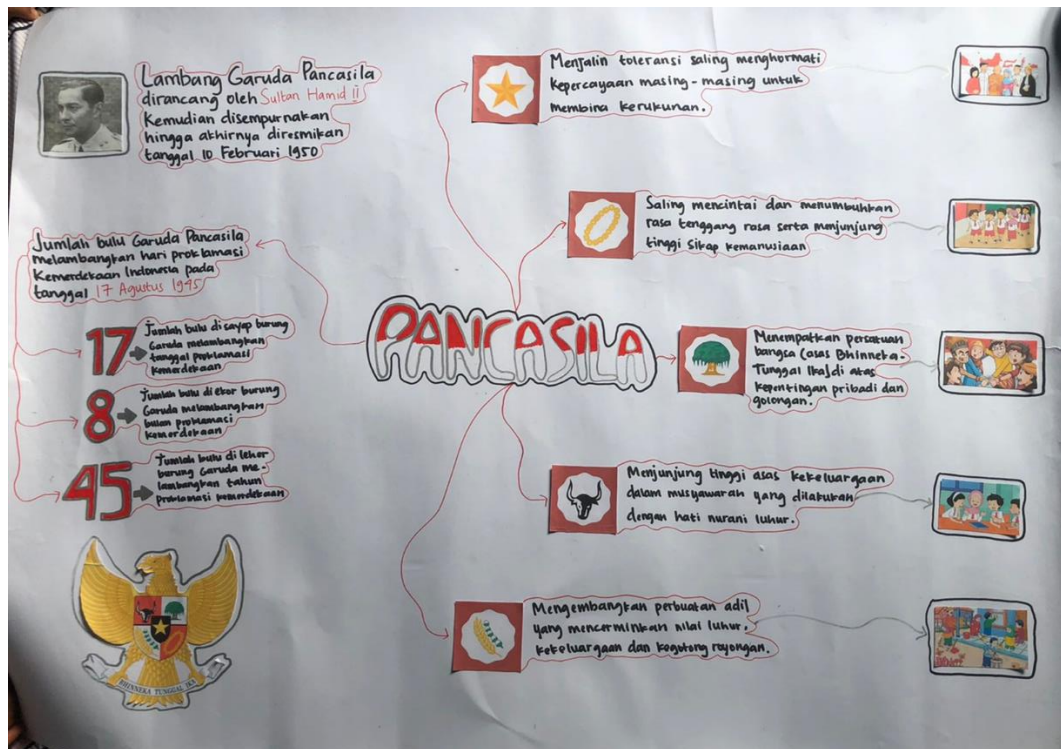 Lambang Garuda Pancasila
dirancang oleh Sultan Hamid II
Kemudian disempurnakan
hingga akhirnya diresmikan
tanggal 10 Februari 1950
Jumlah bulu Garuda Pancasila
melambangkan hari proklamasi
Kemerdekaan Indonesia pada
tanggal 17 Agustus 1945
17
Jumlah bulu di sayap burung
Garuda melambangkan
tanggal proklamasi
kemerdekaan
8
Jumlah bulu di ekor burung
Garuda melambangkan
bulan proklamasi
kemerdekaan
45
Jumlah bulu di leher
burung Garuda me-
lambangkan tahun
proklamasi kemerdekaan
BHINNEKA TUNGGAL IKA
PANCASILA
Menjalin toleransi saling menghormati
kepercayaan masing-masing untuk
membina kerukunan.
Saling mencintai dan menumbuhkan
rasa tenggang rasa serta menjunjung
tinggi sikap kemanusiaan
Menempatkan persatuan
bangsa (asas Bhinneka-
Tunggal Ika) di atas
kepentingan pribadi dan
golongan.
Menjunjung tinggi asas kekeluargaan
dalam musyawarah yang dilakukan
dengan hati nurani luhur.
Mengembangkan perbuatan adil
yang mencerminkan nilai luhur,
kekeluargaan dan kegotong royongan.